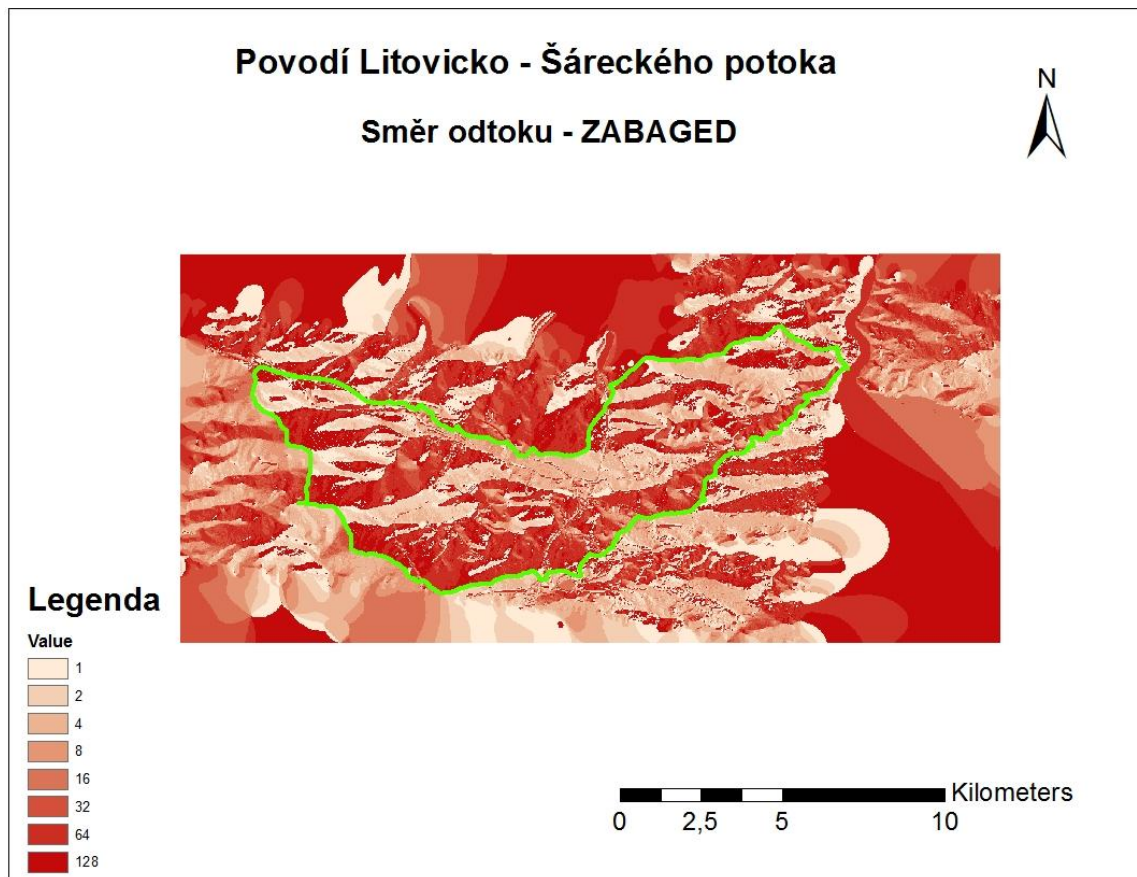 Povodí Litovicko - Šáreckého potoka
Směr odtoku - ZABAGED
N
Legenda
Value
1
2
4
8
16
32
64
128
Kilometers
0 2,5 5 10